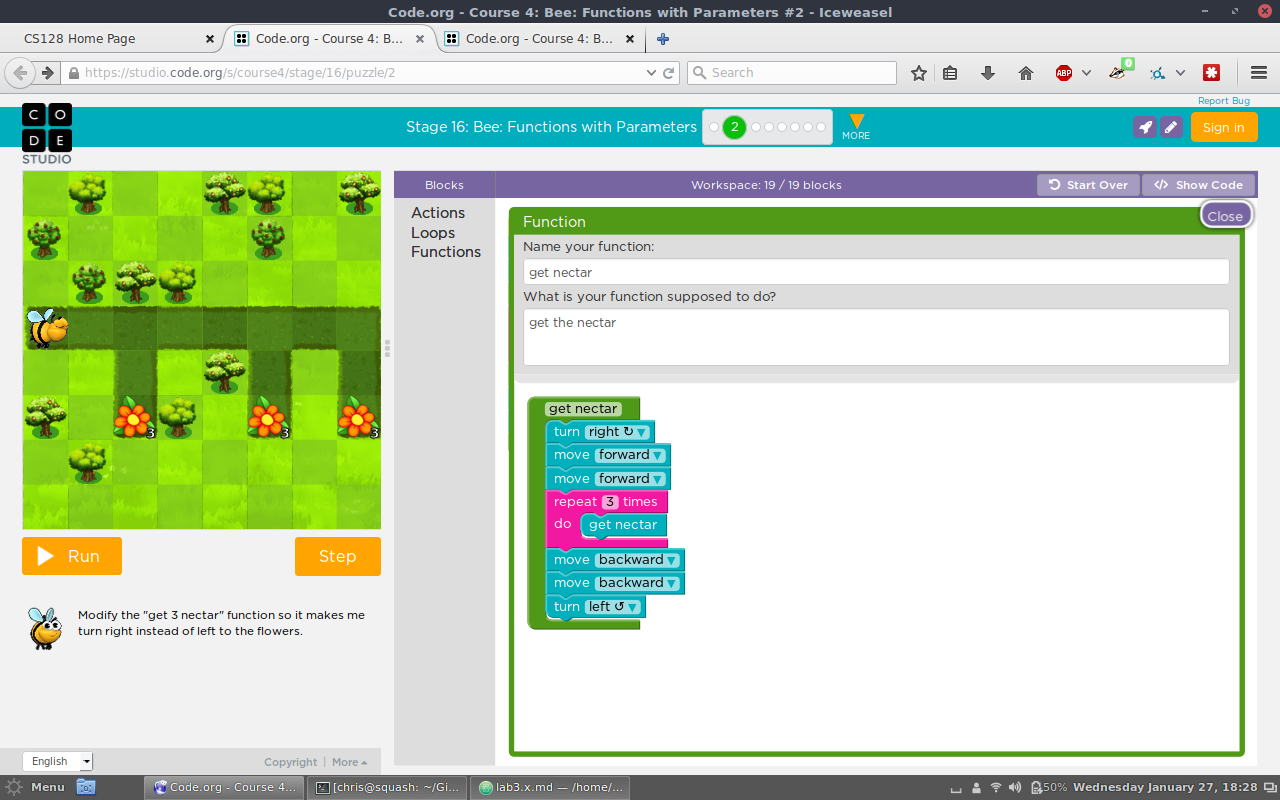 Code.org - Course 4: Bee: Functions with Parameters #2 - Iceweasel
CS128 Home Page
Code.org - Course 4: B...
Code.org - Course 4: B...
https://studio.code.org/s/course4/stage/16/puzzle/2
Search
ABP
0
Report Bug
C O
D E
STUDIO
Stage 16: Bee: Functions with Parameters
2
MORE
Sign in
Blocks
Workspace: 19 / 19 blocks
Start Over
</> Show Code
Actions
Loops
Functions
Function
Close
Name your function:
get nectar
What is your function supposed to do?
get the nectar
get nectar
turn right ↻
move forward
move forward
repeat 3 times
do get nectar
move backward
move backward
turn left ↺
3
3
3
Run
Step
Modify the "get 3 nectar" function so it makes me
turn right instead of left to the flowers.
English
Copyright | More
Menu
Code.org - Course 4...
[chris@squash: ~/Gi...
lab3.x.md — /home/...
50%
Wednesday January 27, 18:28